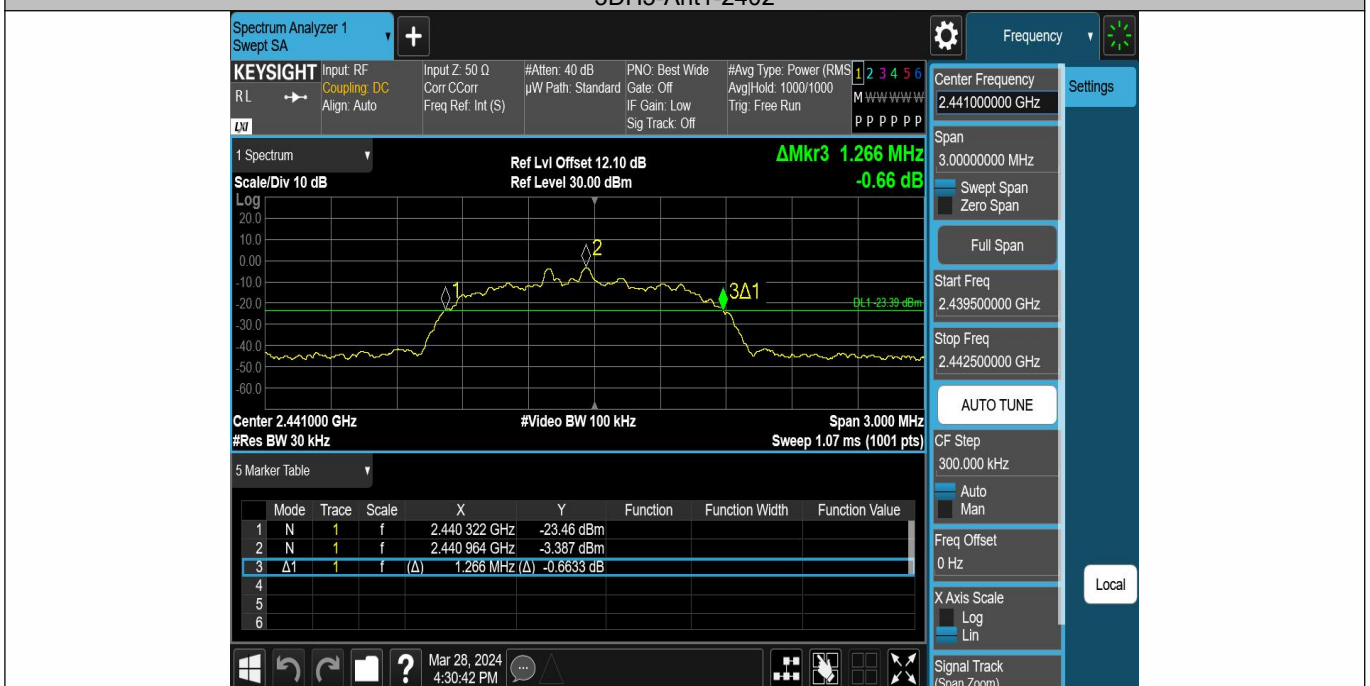 3DH5-Ant1-2402
Spectrum Analyzer 1
Swept SA
+
Frequency
KEYSIGHT Input: RF Input Z: 50 Ω #Atten: 40 dB PNO: Best Wide #Avg Type: Power (RMS 1 2 3 4 5 6
RL Coupling: DC Corr CCorr µW Path: Standard Gate: Off Avg|Hold: 1000/1000 M W W W W W
Align: Auto Freq Ref: Int (S) IF Gain: Low Trig: Free Run
LXI Sig Track: Off P P P P P P
Center Frequency
2.441000000 GHz
Settings
1 Spectrum Ref Lvl Offset 12.10 dB ΔMkr3 1.266 MHz
Scale/Div 10 dB Ref Level 30.00 dBm -0.66 dB
Log
20.0
10.0
0.00
-10.0
-20.0
-30.0
-40.0
-50.0
-60.0
1
2
3Δ1
DL1 -23.39 dBm
Center 2.441000 GHz #Video BW 100 kHz Span 3.000 MHz
#Res BW 30 kHz Sweep 1.07 ms (1001 pts)
Span
3.00000000 MHz
Swept Span
Zero Span
Full Span
Start Freq
2.439500000 GHz
Stop Freq
2.442500000 GHz
AUTO TUNE
CF Step
300.000 kHz
Auto
Man
Freq Offset
0 Hz
X Axis Scale
Log
Lin
Signal Track
(Span Zoom)
Local
5 Marker Table
Mode Trace Scale X Y Function Function Width Function Value
1 N 1 f 2.440 322 GHz -23.46 dBm
2 N 1 f 2.440 964 GHz -3.387 dBm
3 Δ1 1 f (Δ) 1.266 MHz (Δ) -0.6633 dB
4
5
6
? Mar 28, 2024
4:30:42 PM